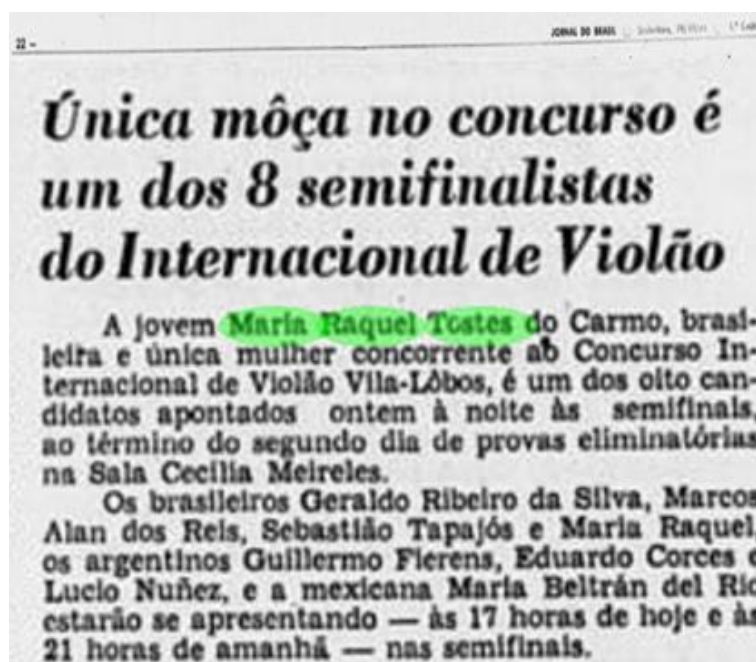 22 –
JORNAL DO BRASIL
Única môça no concurso é
um dos 8 semifinalistas
do Internacional de Violão
A jovem Maria Raquel Tostes do Carmo, brasi-
leira e única mulher concorrente ao Concurso In-
ternacional de Violão Vila-Lôbos, é um dos oito can-
didatos apontados ontem à noite às semifinais,
ao término do segundo dia de provas eliminatórias
na Sala Cecília Meireles.
Os brasileiros Geraldo Ribeiro da Silva, Marcos
Alan dos Reis, Sebastião Tapajós e Maria Raquel,
os argentinos Guillermo Fierens, Eduardo Corces e
Lucio Nuñez, e a mexicana Maria Beltrán del Rio
estarão se apresentando — às 17 horas de hoje e às
21 horas de amanhã — nas semifinais.